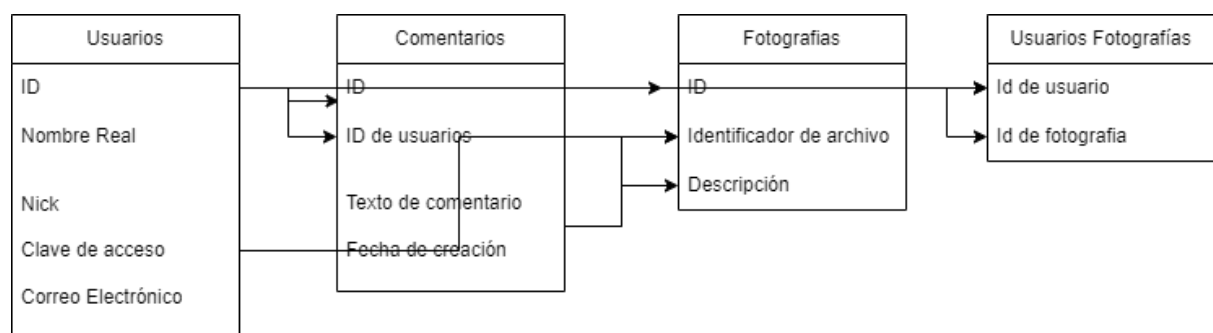 Usuarios
ID
Nombre Real
Nick
Clave de acceso
Correo Electrónico
Comentarios
ID
ID de usuarios
Texto de comentario
Fecha de creación
Fotografias
ID
Identificador de archivo
Descripción
Usuarios Fotografías
Id de usuario
Id de fotografia